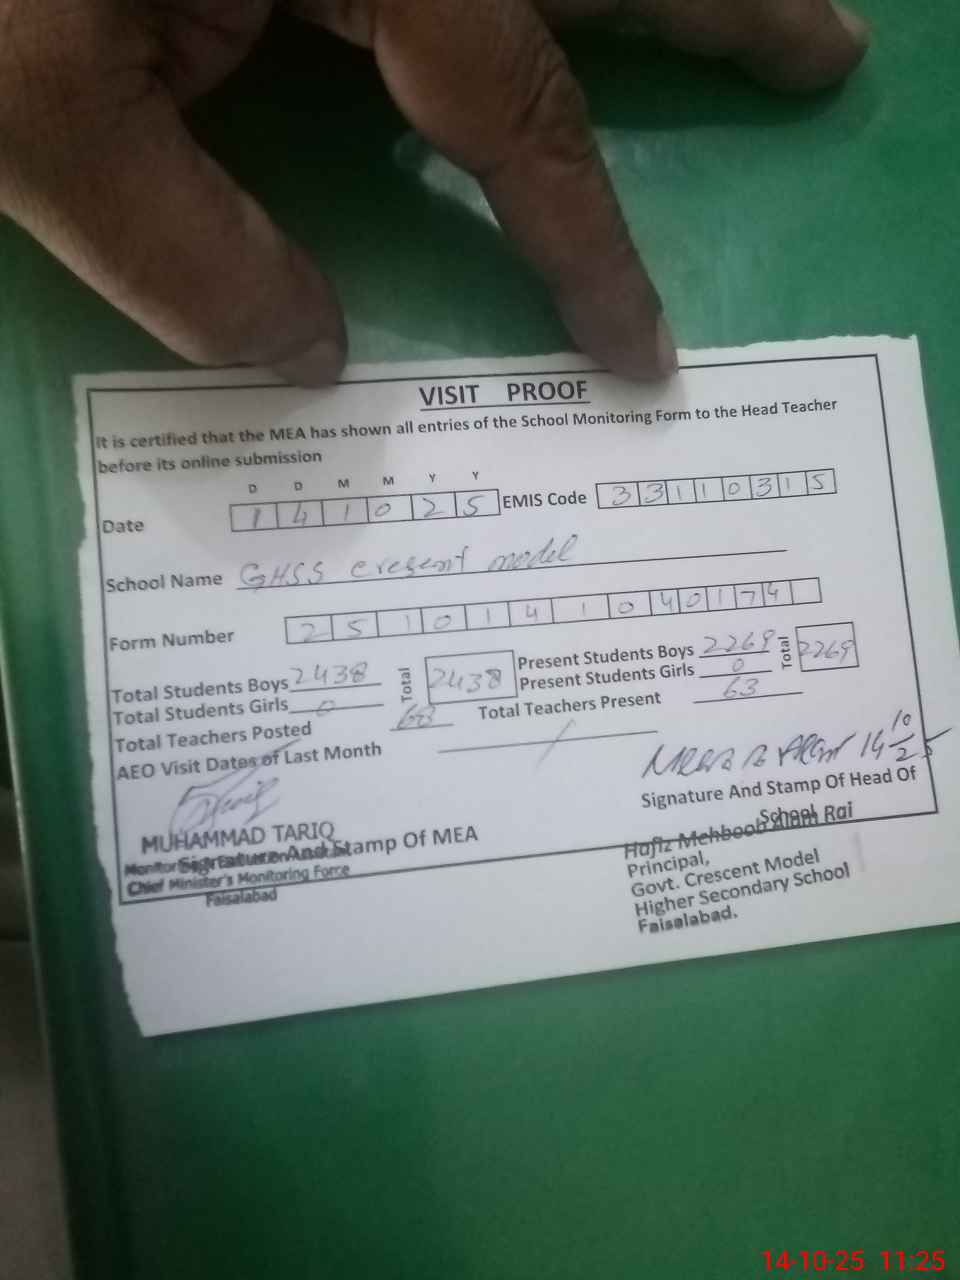 VISIT PROOF
It is certified that the MEA has shown all entries of the School Monitoring Form to the Head Teacher
before its online submission
D D M M Y Y
Date 1 4 1 0 2 5 EMIS Code 3 3 1 1 0 3 1 5
School Name GHSS cresent model
Form Number 2 5 1 0 1 4 1 0 4 0 1 7 4
Total Students Boys 2438 Total 2438 Present Students Boys 2269 Total 2269
Total Students Girls 0 Present Students Girls 0
Total Teachers Posted 68 Total Teachers Present 63
AEO Visit Dates of Last Month /
14 10/25
Signature And Stamp Of Head Of
School
MUHAMMAD TARIQ
Signature And Stamp Of MEA
Chief Minister's Monitoring Force
Faisalabad
Hafiz Mehboob Alam Rai
Principal,
Govt. Crescent Model
Higher Secondary School
Faisalabad.
14-10-25 11:25